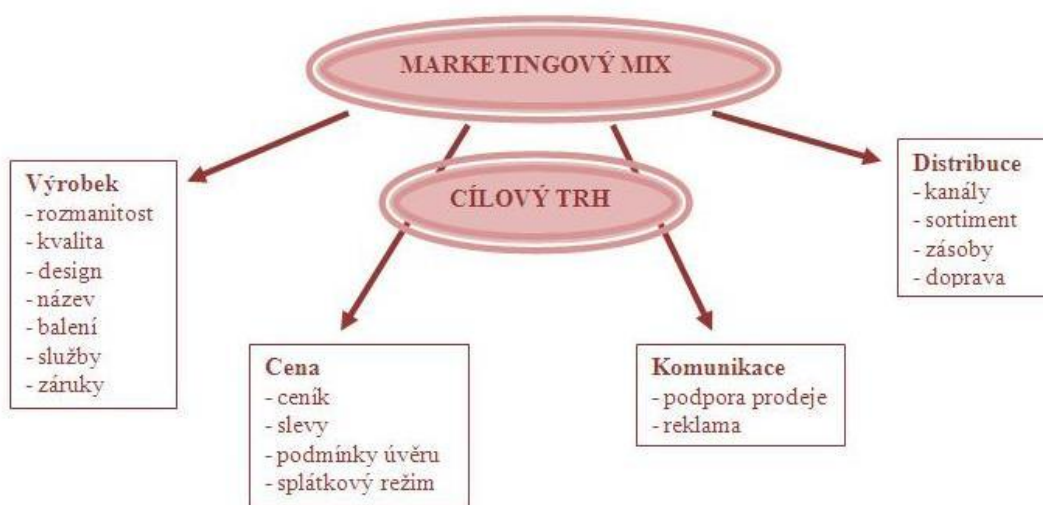 MARKETINGOVÝ MIX
CÍLOVÝ TRH
Výrobek
- rozmanitost
- kvalita
- design
- název
- balení
- služby
- záruky
Cena
- ceník
- slevy
- podmínky úvěru
- splátkový režim
Komunikace
- podpora prodeje
- reklama
Distribuce
- kanály
- sortiment
- zásoby
- doprava